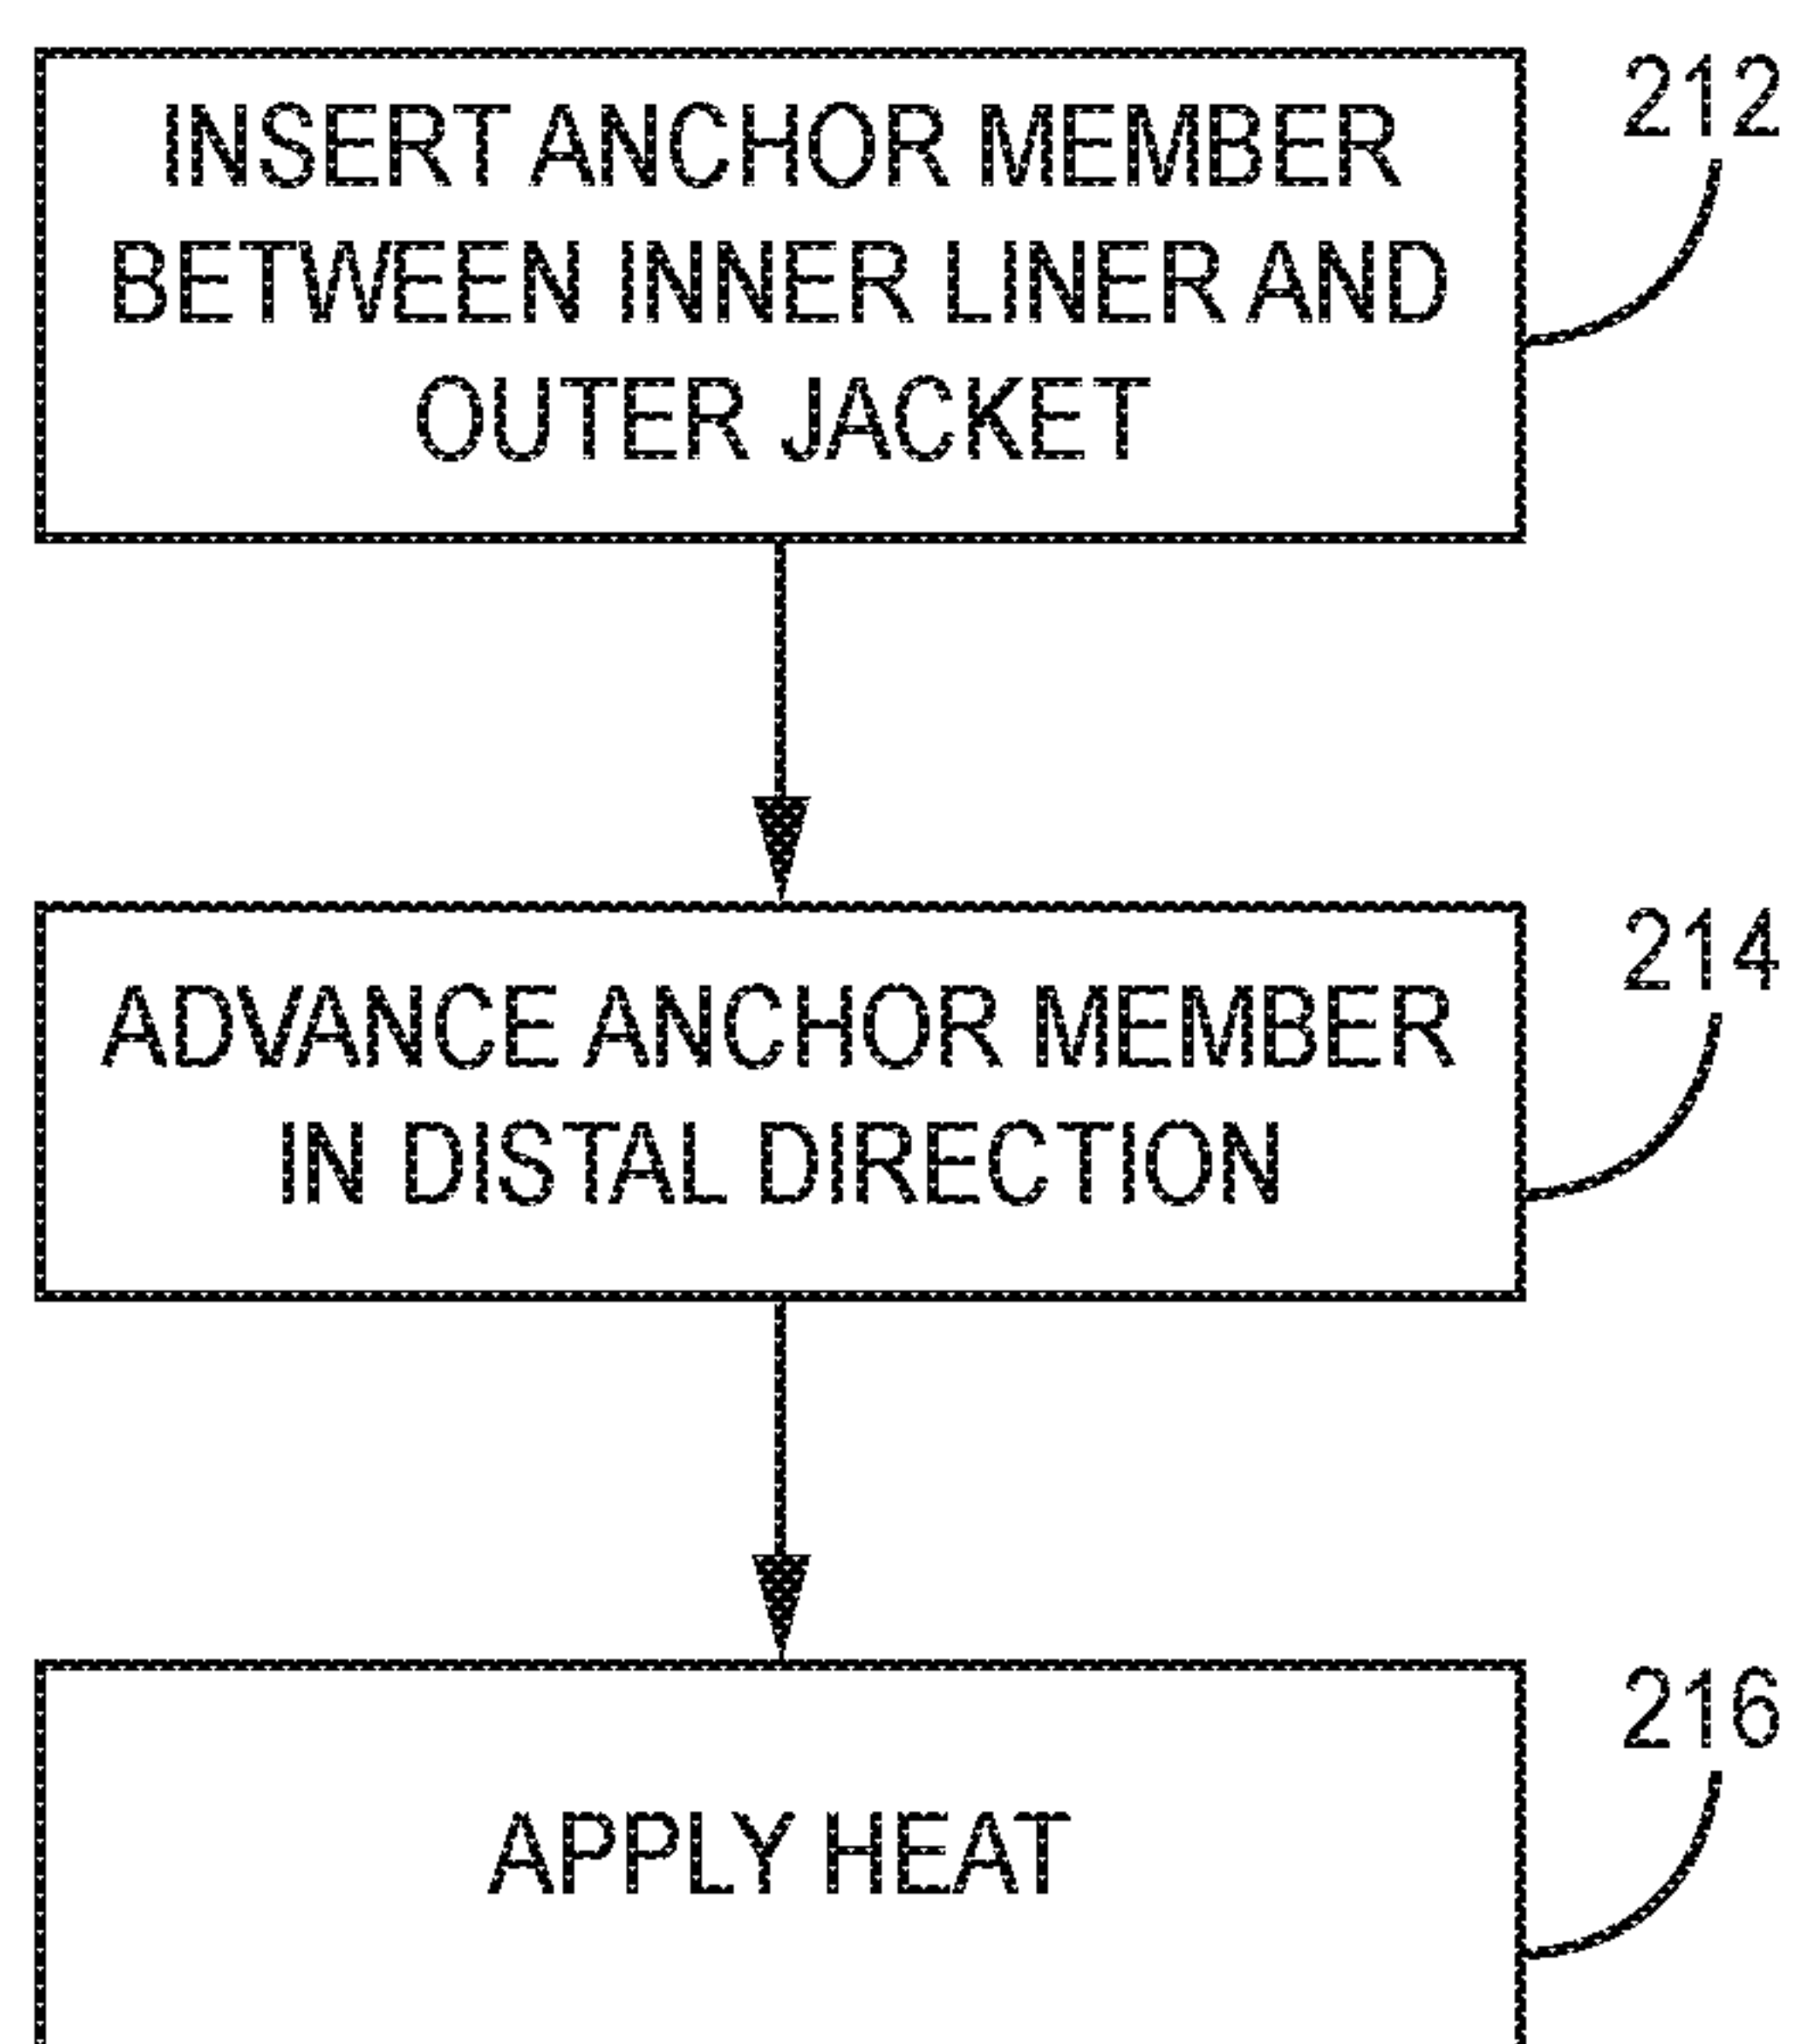 INSERT ANCHOR MEMBER
BETWEEN INNER LINER AND
OUTER JACKET
212
ADVANCE ANCHOR MEMBER
IN DISTAL DIRECTION
214
APPLY HEAT
216